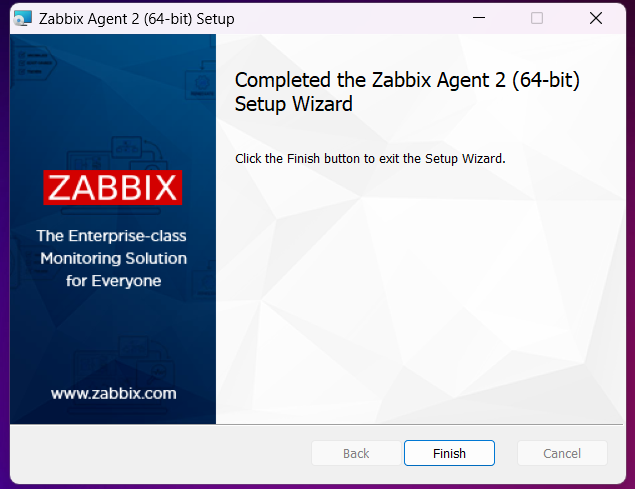 Zabbix Agent 2 (64-bit) Setup
Completed the Zabbix Agent 2 (64-bit)
Setup Wizard
Click the Finish button to exit the Setup Wizard.
ZABBIX
The Enterprise-class
Monitoring Solution
for Everyone
www.zabbix.com
Back
Finish
Cancel